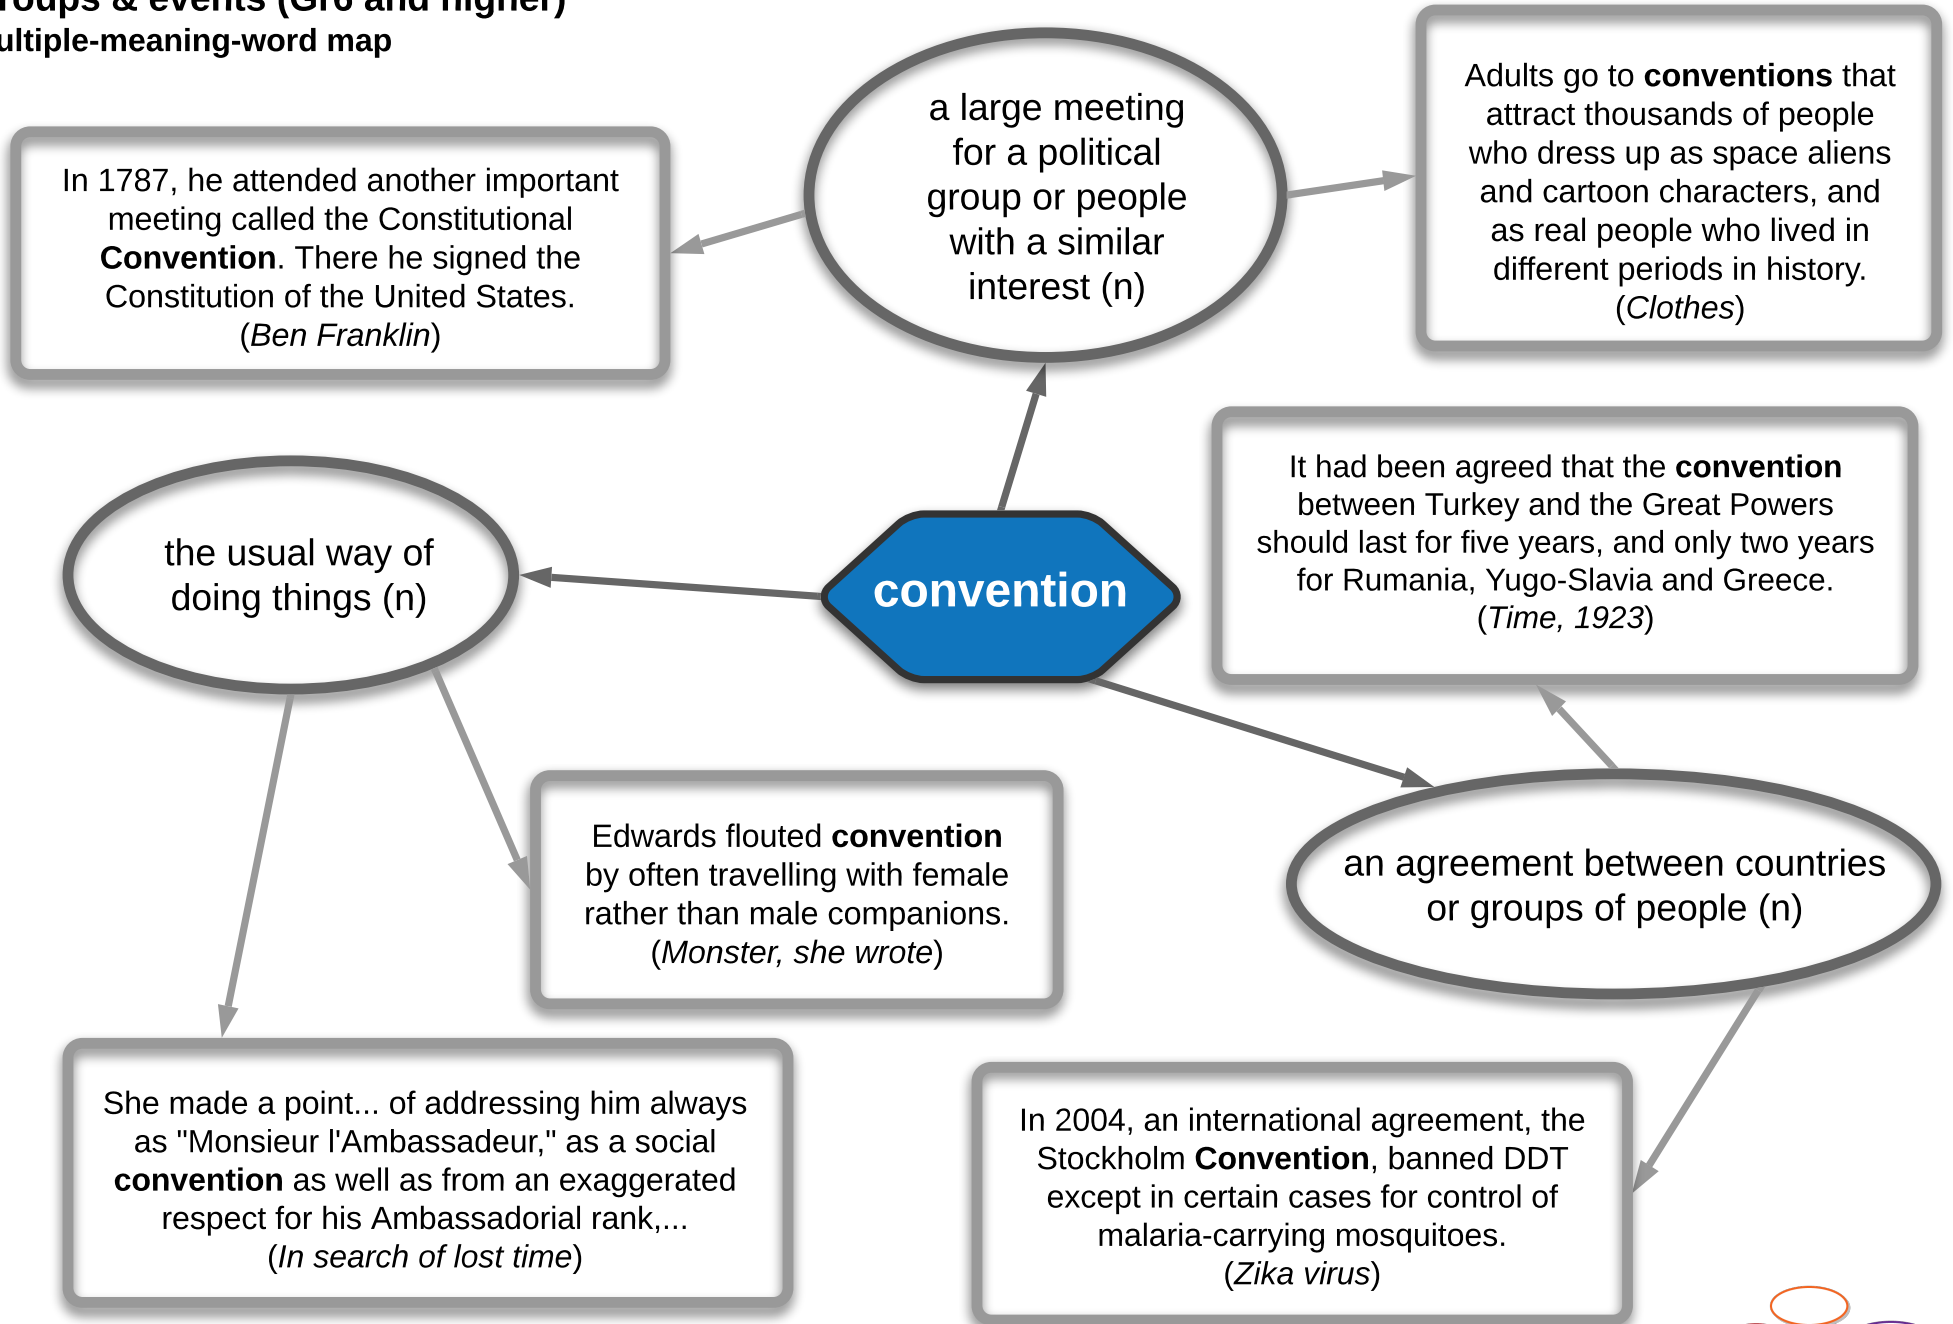 roups & events (Gr6 and higher)
ultiple-meaning-word map
a large meeting
for a political
group or people
with a similar
interest (n)
Adults go to conventions that
attract thousands of people
who dress up as space aliens
and cartoon characters, and
as real people who lived in
different periods in history.
(Clothes)
In 1787, he attended another important
meeting called the Constitutional
Convention. There he signed the
Constitution of the United States.
(Ben Franklin)
It had been agreed that the convention
between Turkey and the Great Powers
should last for five years, and only two years
for Rumania, Yugo-Slavia and Greece.
(Time, 1923)
the usual way of
doing things (n)
convention
an agreement between countries
or groups of people (n)
Edwards flouted convention
by often travelling with female
rather than male companions.
(Monster, she wrote)
She made a point... of addressing him always
as "Monsieur l'Ambassadeur," as a social
convention as well as from an exaggerated
respect for his Ambassadorial rank,...
(In search of lost time)
In 2004, an international agreement, the
Stockholm Convention, banned DDT
except in certain cases for control of
malaria-carrying mosquitoes.
(Zika virus)